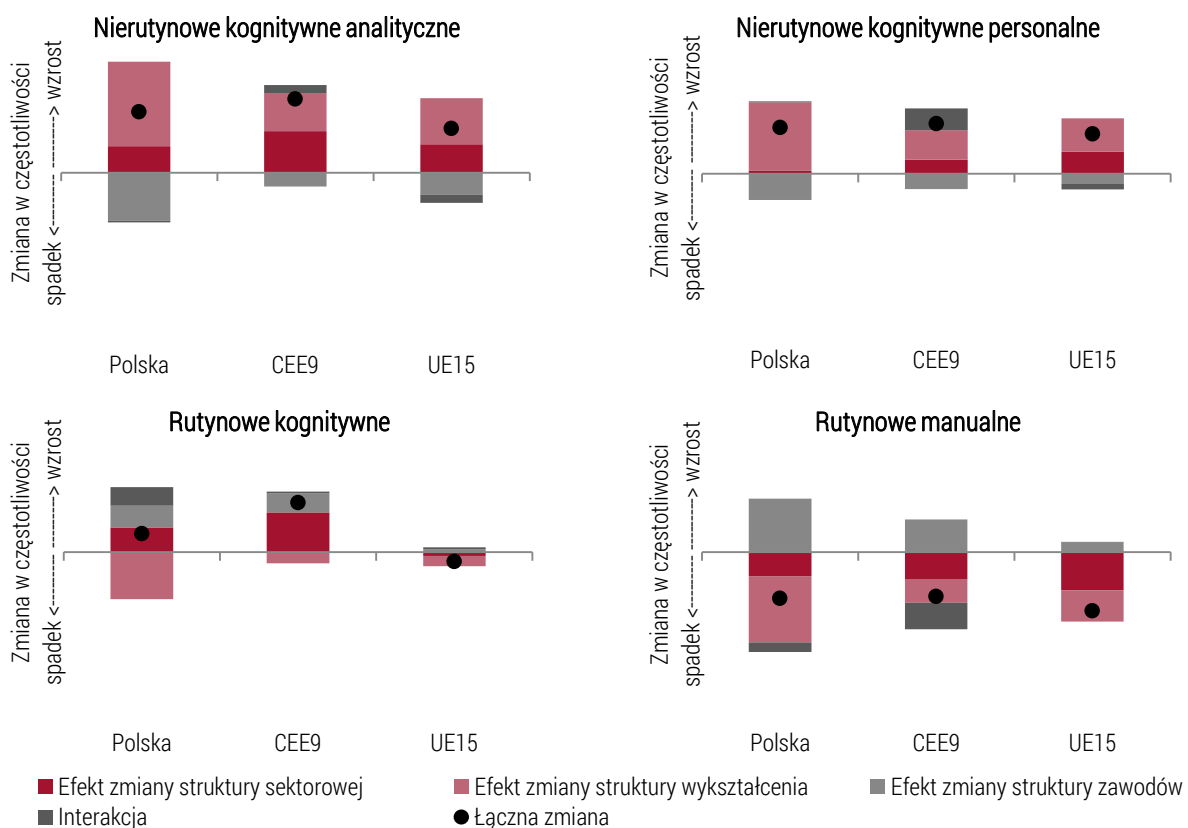 Nierutynowe kognitywne analityczne
Zmiana w częstotliwości
spadek <-------------> wzrost
Polska CEE9 UE15
Nierutynowe kognitywne personalne
Zmiana w częstotliwości
spadek <-------------> wzrost
Polska CEE9 UE15
Rutynowe kognitywne
Zmiana w częstotliwości
spadek <-------------> wzrost
Polska CEE9 UE15
Rutynowe manualne
Zmiana w częstotliwości
spadek <-------------> wzrost
Polska CEE9 UE15
Efekt zmiany struktury sektorowej Efekt zmiany struktury wykształcenia Efekt zmiany struktury zawodów
Interakcja Łączna zmiana